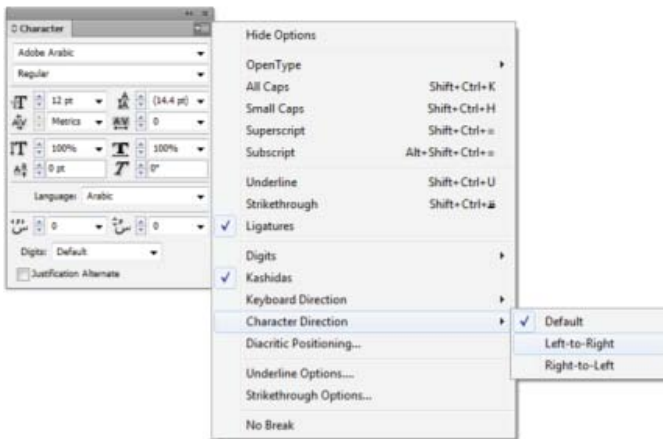 Character
Adobe Arabic
Regular
12 pt (14.4 pt)
Metrics 0
100% 100%
0 pt 0°
Language: Arabic
0 0
Digits: Default
Justification Alternate
Hide Options
OpenType
All Caps Shift+Ctrl+K
Small Caps Shift+Ctrl+H
Superscript Shift+Ctrl+=
Subscript Alt+Shift+Ctrl+=
Underline Shift+Ctrl+U
Strikethrough Shift+Ctrl+
Ligatures
Digits
Kashidas
Keyboard Direction
Character Direction
Diacritic Positioning...
Underline Options....
Strikethrough Options...
No Break
Default
Left-to-Right
Right-to-Left